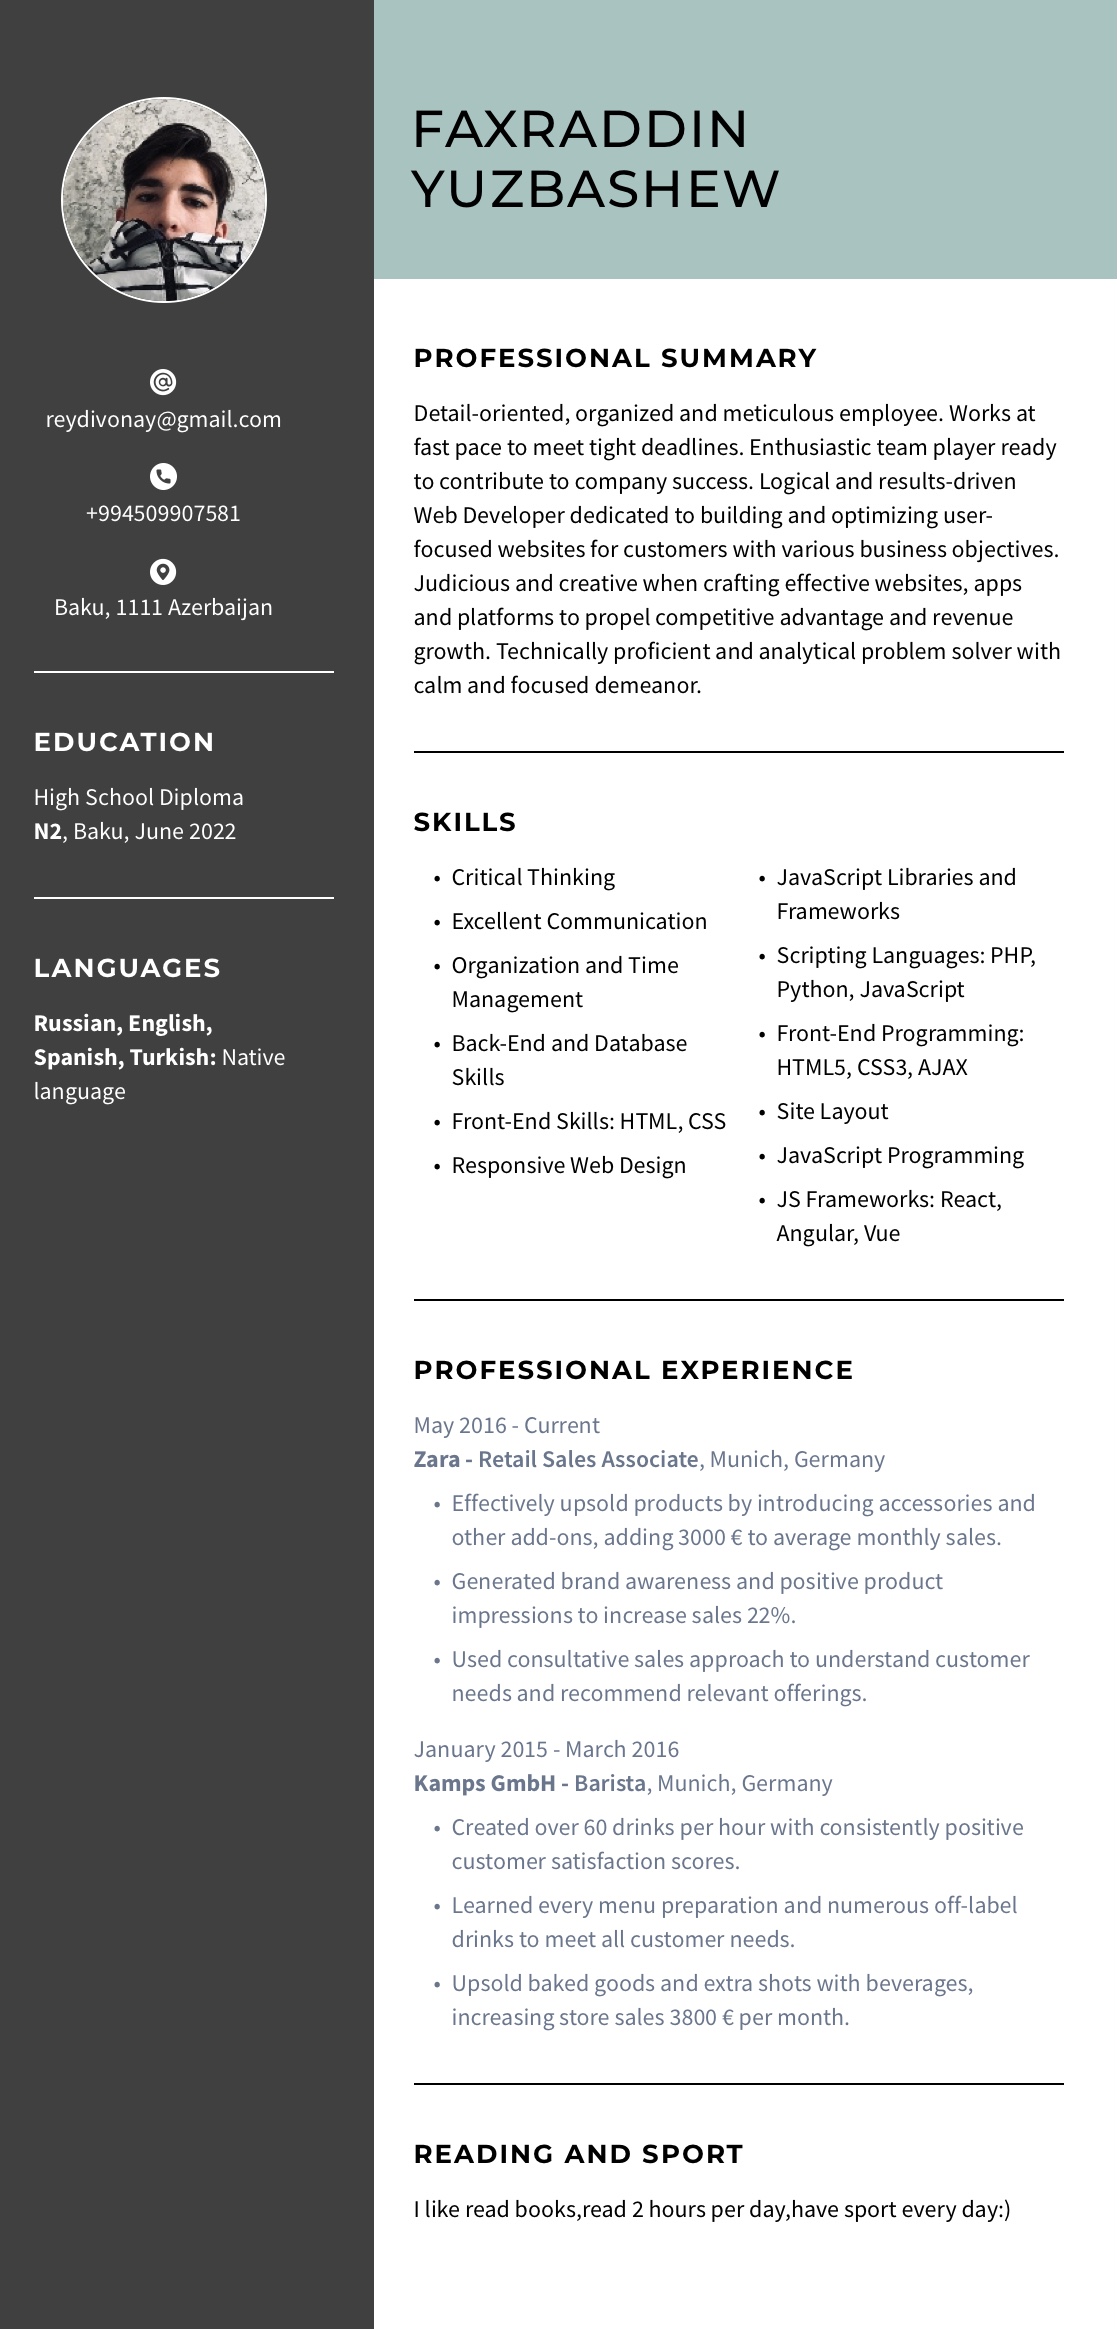 FAXRADDIN
YUZBASHEW
reydivonay@gmail.com
+994509907581
Baku, 1111 Azerbaijan
EDUCATION
High School Diploma
N2, Baku, June 2022
LANGUAGES
Russian, English,
Spanish, Turkish: Native
language
PROFESSIONAL SUMMARY
Detail-oriented, organized and meticulous employee. Works at
fast pace to meet tight deadlines. Enthusiastic team player ready
to contribute to company success. Logical and results-driven
Web Developer dedicated to building and optimizing user-
focused websites for customers with various business objectives.
Judicious and creative when crafting effective websites, apps
and platforms to propel competitive advantage and revenue
growth. Technically proficient and analytical problem solver with
calm and focused demeanor.
SKILLS
• Critical Thinking
• Excellent Communication
• Organization and Time
Management
• Back-End and Database
Skills
• Front-End Skills: HTML, CSS
• Responsive Web Design
• JavaScript Libraries and
Frameworks
• Scripting Languages: PHP,
Python, JavaScript
• Front-End Programming:
HTML5, CSS3, AJAX
• Site Layout
• JavaScript Programming
• JS Frameworks: React,
Angular, Vue
PROFESSIONAL EXPERIENCE
May 2016 - Current
Zara - Retail Sales Associate, Munich, Germany
• Effectively upsold products by introducing accessories and
other add-ons, adding 3000 € to average monthly sales.
• Generated brand awareness and positive product
impressions to increase sales 22%.
• Used consultative sales approach to understand customer
needs and recommend relevant offerings.
January 2015 - March 2016
Kamps GmbH - Barista, Munich, Germany
• Created over 60 drinks per hour with consistently positive
customer satisfaction scores.
• Learned every menu preparation and numerous off-label
drinks to meet all customer needs.
• Upsold baked goods and extra shots with beverages,
increasing store sales 3800 € per month.
READING AND SPORT
I like read books,read 2 hours per day,have sport every day:)